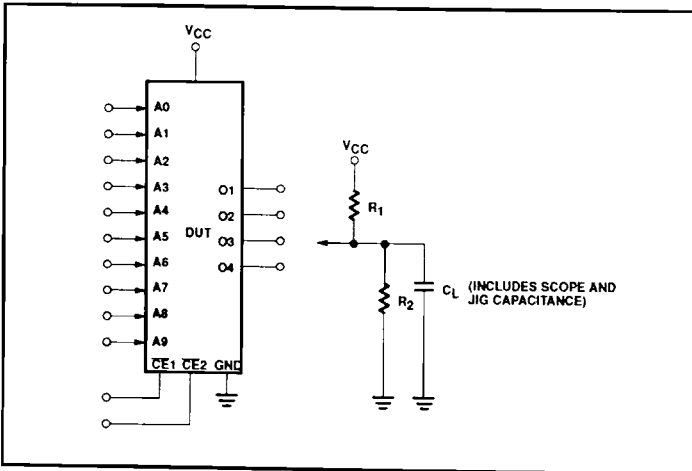 VCC
A0
A1
A2
A3
A4
A5
A6
A7
A8
A9
DUT
O1
O2
O3
O4
CE1 CE2 GND
VCC
R1
R2
CL (INCLUDES SCOPE AND
JIG CAPACITANCE)